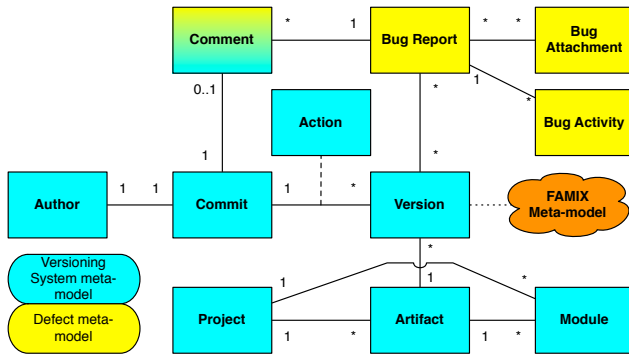 Comment
*
1
Bug Report
*
*
Bug
Attachment
1
*
Bug Activity
0..1
1
*
*
Action
Author
1
1
Commit
1
*
Version
FAMIX
Meta-model
Versioning
System meta-
model
Defect meta-
model
*
1
1
*
Project
1
*
Artifact
1
*
Module